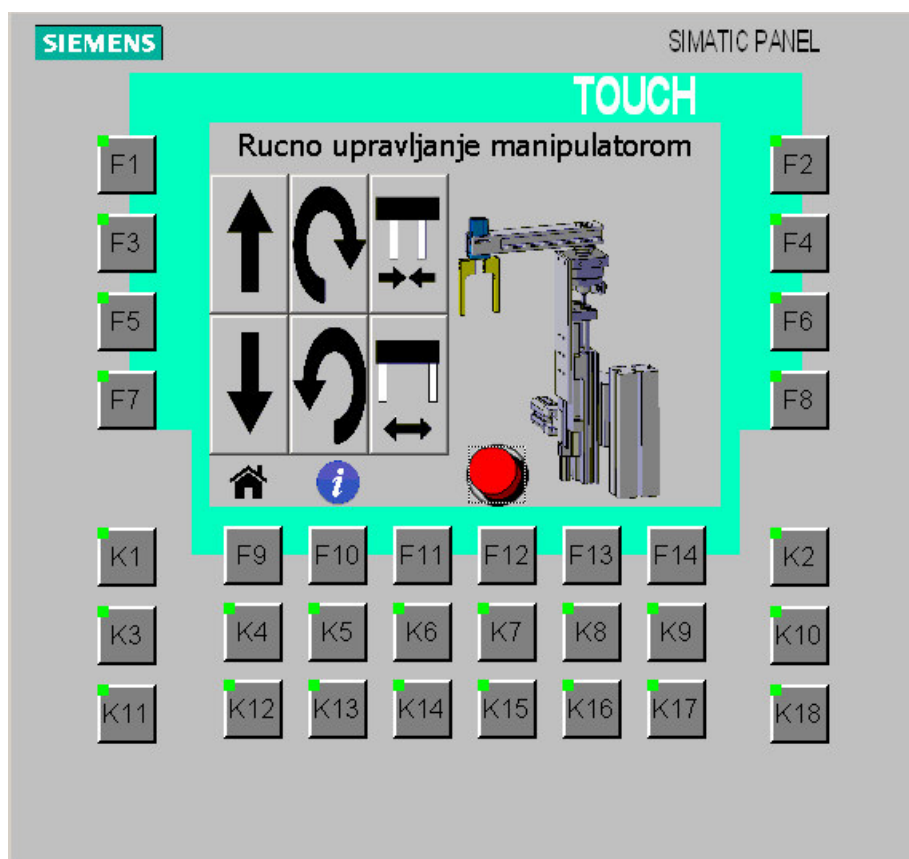 SIEMENS SIMATIC PANEL
TOUCH
Rucno upravljanje manipulatorom
F1 F2
F3 F4
F5 F6
F7 F8
i
K1 F9 F10 F11 F12 F13 F14 K2
K3 K4 K5 K6 K7 K8 K9 K10
K11 K12 K13 K14 K15 K16 K17 K18